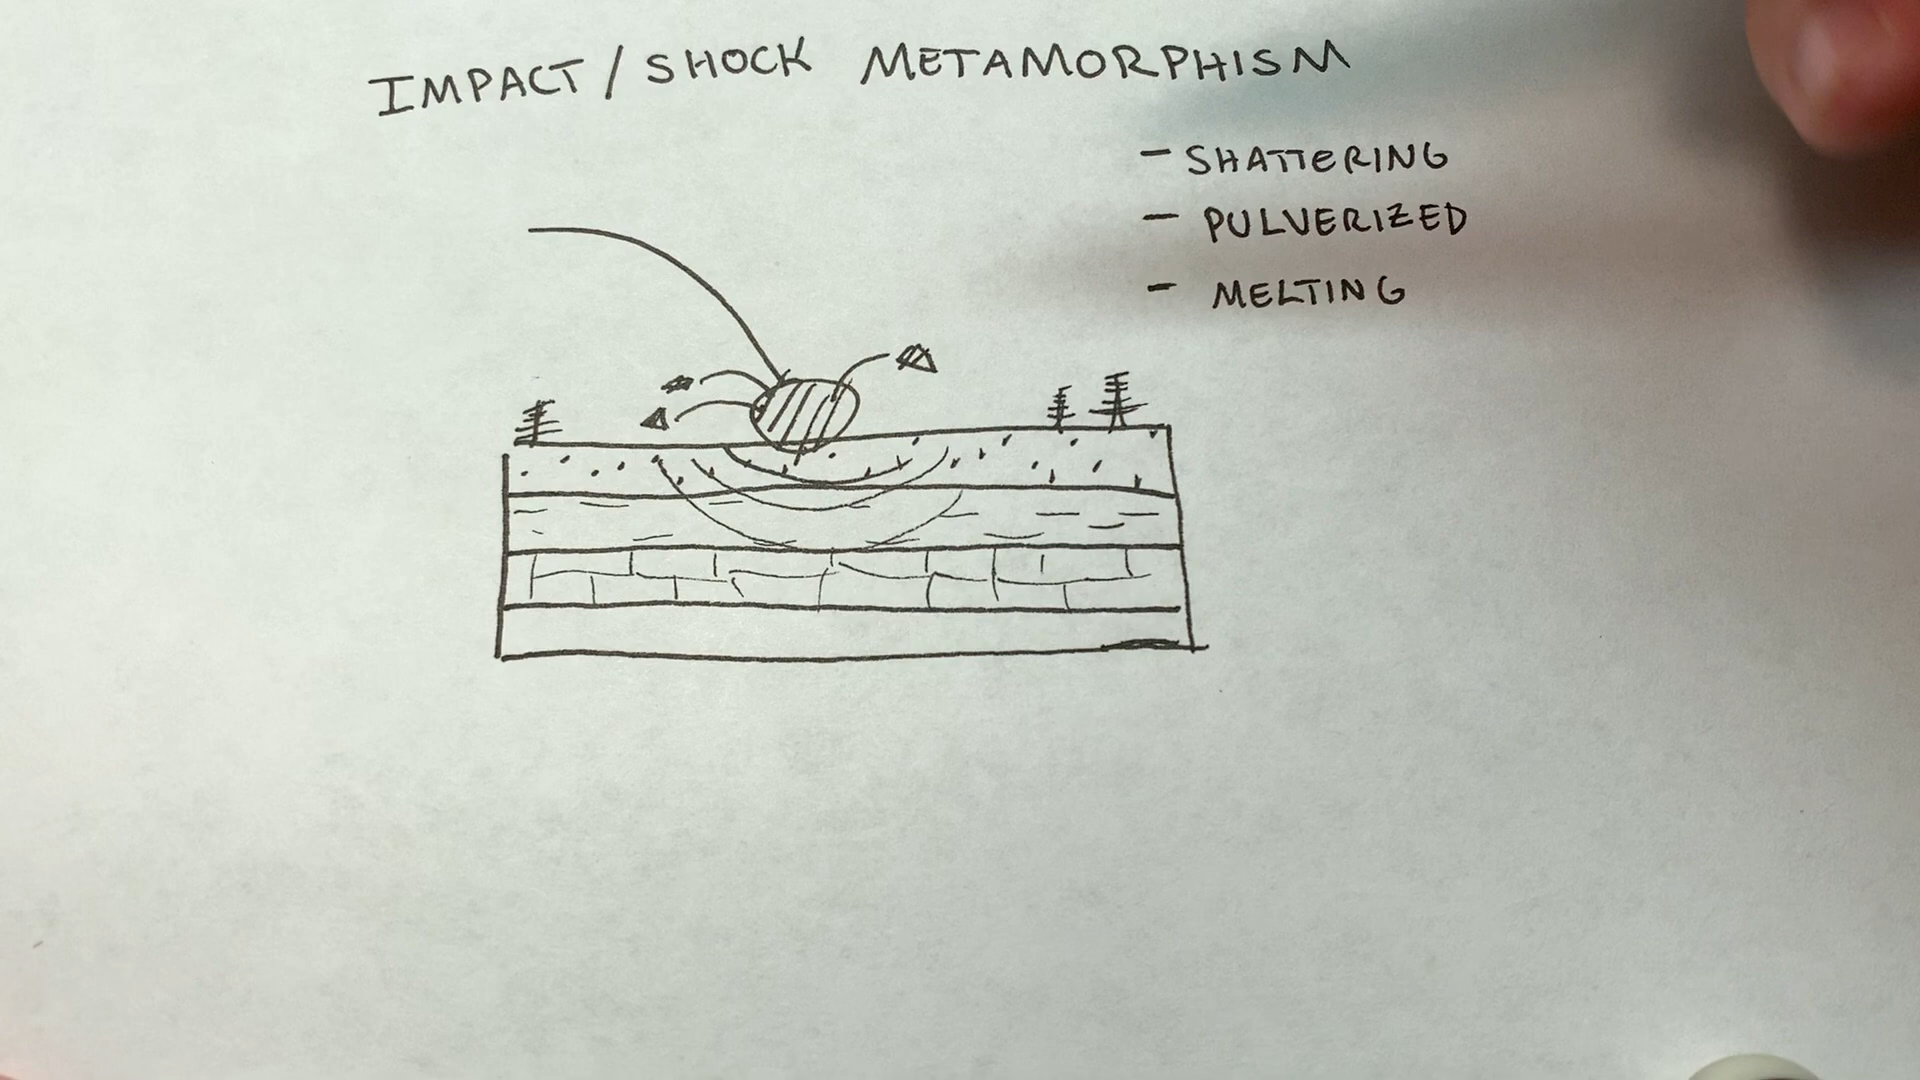 IMPACT / SHOCK METAMORPHISM
- SHATTERING
- PULVERIZED
- MELTING